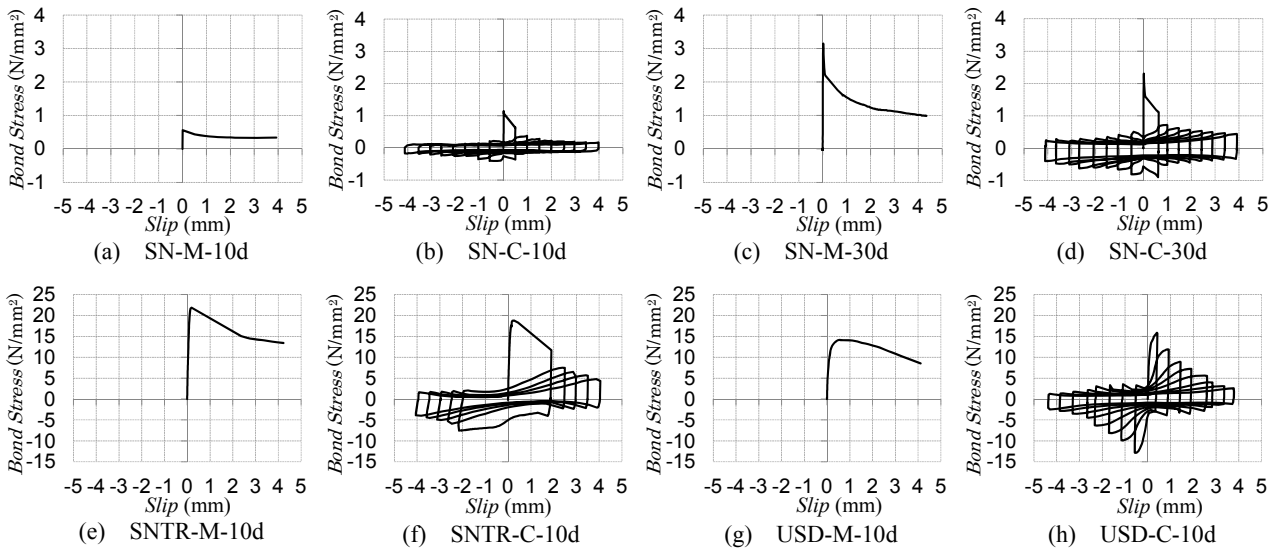 4 4 4 4
Bond Stress (N/mm²) Bond Stress (N/mm²) Bond Stress (N/mm²) Bond Stress (N/mm²)
3 3 3 3
2 2 2 2
1 1 1 1
0 0 0 0
-1 -1 -1 -1
-5 -4 -3 -2 -1 0 1 2 3 4 5 -5 -4 -3 -2 -1 0 1 2 3 4 5 -5 -4 -3 -2 -1 0 1 2 3 4 5 -5 -4 -3 -2 -1 0 1 2 3 4 5
Slip (mm) Slip (mm) Slip (mm) Slip (mm)
(a) SN-M-10d (b) SN-C-10d (c) SN-M-30d (d) SN-C-30d
25 25 25 25
Bond Stress (N/mm²) Bond Stress (N/mm²) Bond Stress (N/mm²) Bond Stress (N/mm²)
20 20 20 20
15 15 15 15
10 10 10 10
5 5 5 5
0 0 0 0
-5 -5 -5 -5
-10 -10 -10 -10
-15 -15 -15 -15
-5 -4 -3 -2 -1 0 1 2 3 4 5 -5 -4 -3 -2 -1 0 1 2 3 4 5 -5 -4 -3 -2 -1 0 1 2 3 4 5 -5 -4 -3 -2 -1 0 1 2 3 4 5
Slip (mm) Slip (mm) Slip (mm) Slip (mm)
(e) SNTR-M-10d (f) SNTR-C-10d (g) USD-M-10d (h) USD-C-10d